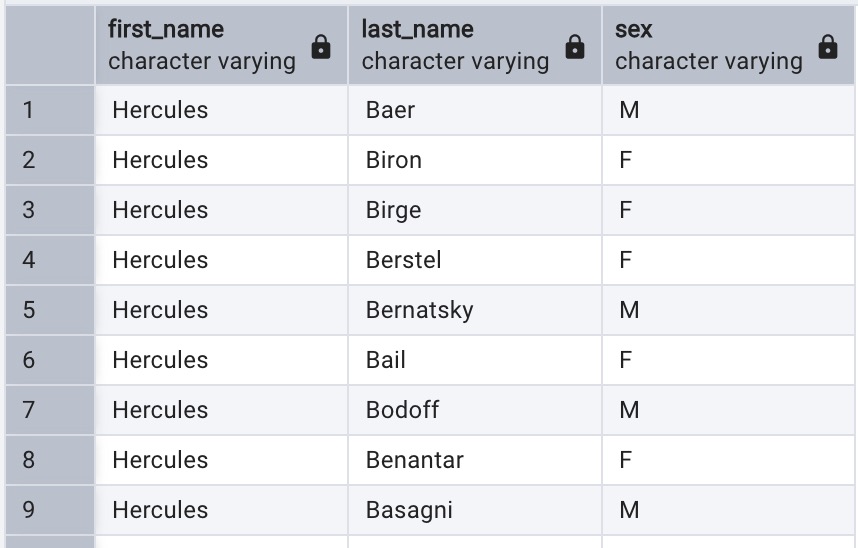 first_name last_name sex
character varying character varying character varying
1 Hercules Baer M
2 Hercules Biron F
3 Hercules Birge F
4 Hercules Berstel F
5 Hercules Bernatsky M
6 Hercules Bail F
7 Hercules Bodoff M
8 Hercules Benantar F
9 Hercules Basagni M